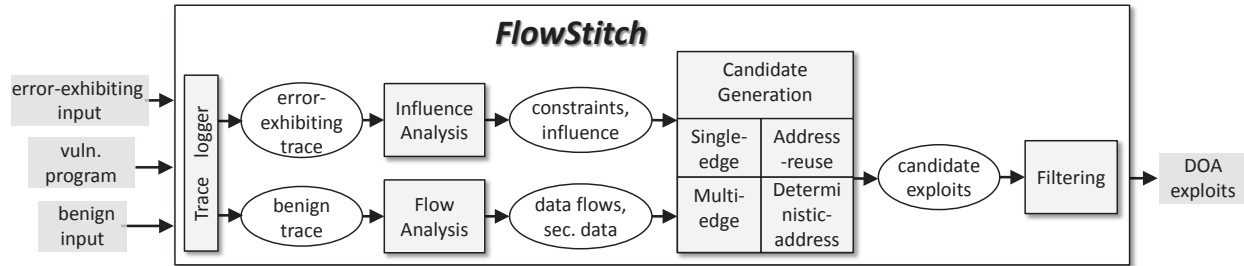 FlowStitch
error-exhibiting
input
vuln.
program
benign
input
Trace logger
error-
exhibiting
trace
Influence
Analysis
constraints,
influence
benign
trace
Flow
Analysis
data flows,
sec. data
Candidate
Generation
Single-
edge
Address
-reuse
Multi-
edge
Determi
nistic-
address
candidate
exploits
Filtering
DOA
exploits